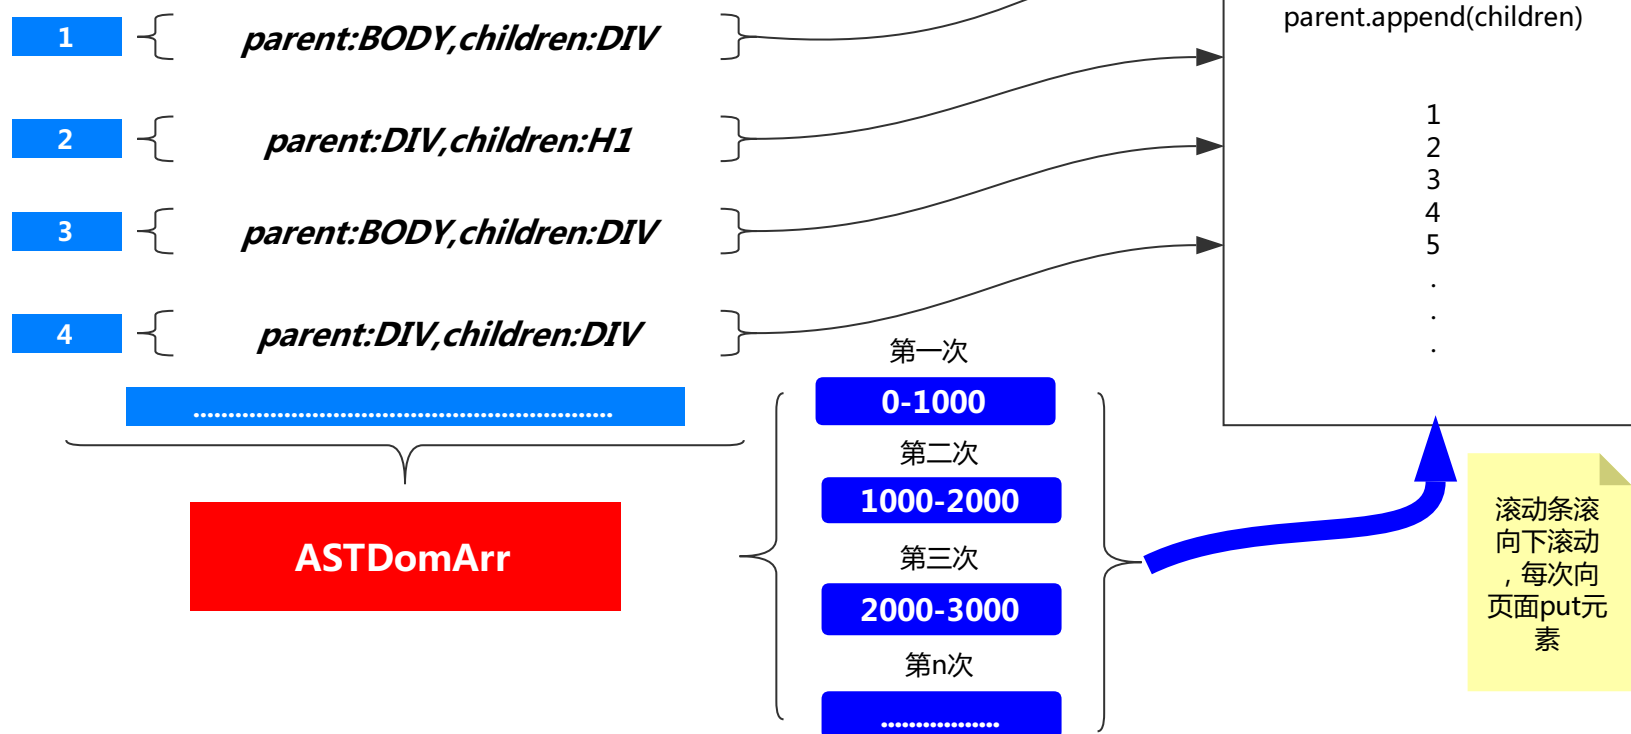 parent.append(children)
1
parent:BODY,children:DIV
2
parent:DIV,children:H1
3
parent:BODY,children:DIV
4
parent:DIV,children:DIV
1
2
3
4
5
.
.
.
............................................................
ASTDomArr
第一次
0-1000
第二次
1000-2000
第三次
2000-3000
第n次
.................
滚动条滚
向下滚动
，每次向
页面put元
素